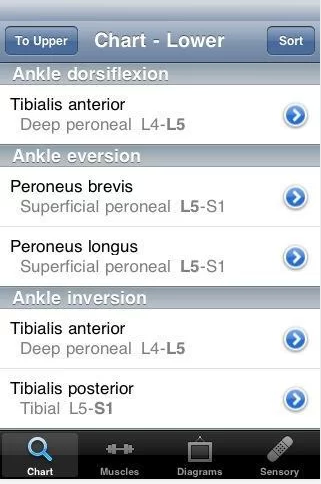 To Upper Chart - Lower Sort
Ankle dorsiflexion
Tibialis anterior
Deep peroneal L4-L5
Ankle eversion
Peroneus brevis
Superficial peroneal L5-S1
Peroneus longus
Superficial peroneal L5-S1
Ankle inversion
Tibialis anterior
Deep peroneal L4-L5
Tibialis posterior
Tibial L5-S1
Chart Muscles Diagrams Sensory